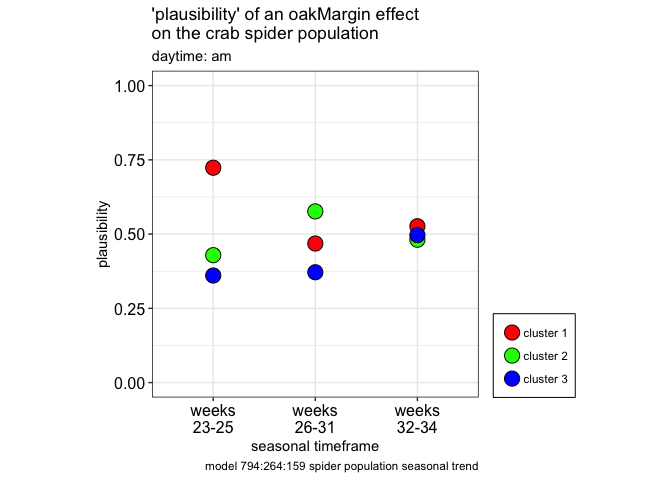 'plausibility' of an oakMargin effect
on the crab spider population
daytime: am
1.00
0.75
0.50
0.25
0.00
plausibility
weeks
23-25
weeks
26-31
weeks
32-34
seasonal timeframe
cluster 1
cluster 2
cluster 3
model 794:264:159 spider population seasonal trend